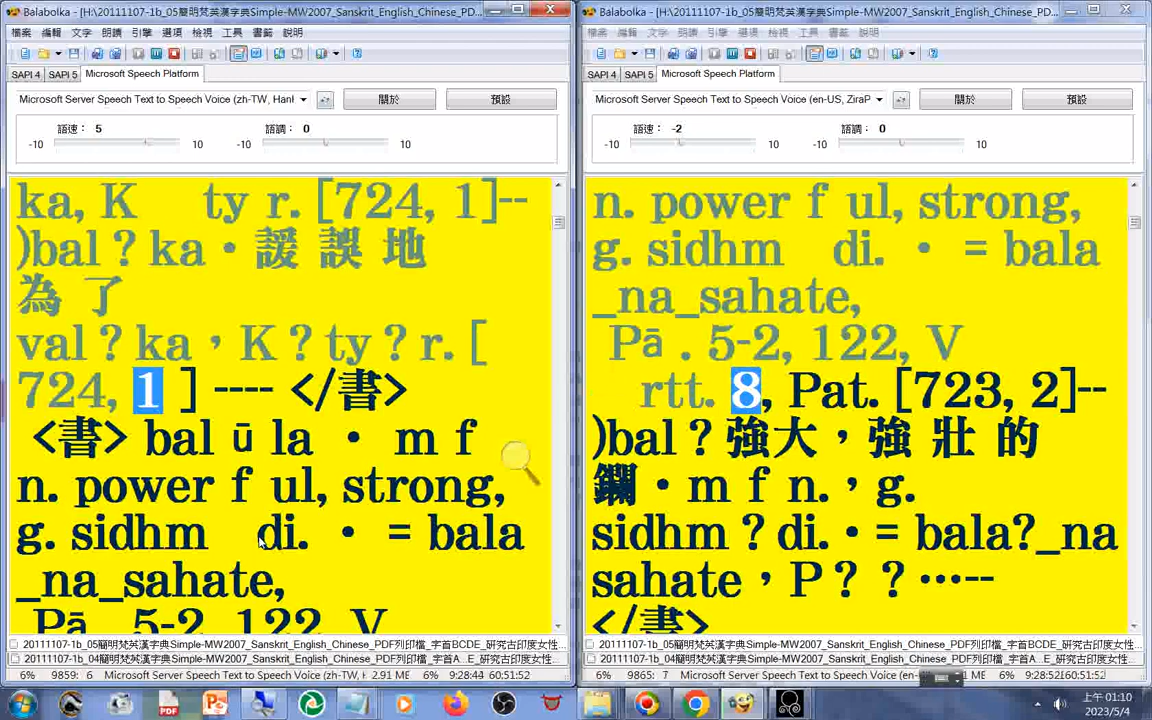 Balabolka - [H:\20111107-1b_05簡明梵英漢字典Simple-MW2007_Sanskrit_English_Chinese_PD...
檔案 編輯 文字 朗讀 引擎 選項 檢視 工具 書籤 說明
SAPI 4 SAPI 5 Microsoft Speech Platform
Microsoft Server Speech Text to Speech Voice (zh-TW, Hanl
關於
預設
語速： 5
語調： 0
-10 10 -10 10
ka, K ty r. [724, 1]--
)bal ? ka • 諼 誤 地
為 了
val ? ka，K ? ty ? r. [
724, 1 ] ---- </書>
<書> bal ū la • m f
n. power f ul, strong,
g. sidhm di. • = bala
_na_sahate,
Pā 5-2, 122, V
20111107-1b_05簡明梵英漢字典Simple-MW2007_Sanskrit_English_Chinese_PDF列印檔_字首BCDE_研究古印度女性...
20111107-1b_04簡明梵英漢字典Simple-MW2007_Sanskrit_English_Chinese_PDF列印檔_字首A...E_研究古印度女性...
6% 9859: 6 Microsoft Server Speech Text to Speech Voice (zh-TW, H 2.91 MB 6% 9:28:44 60:51:52
Balabolka - [H:\20111107-1b_05簡明梵英漢字典Simple-MW2007_Sanskrit_English_Chinese_PD...
檔案 編輯 文字 朗讀 引擎 選項 檢視 工具 書籤 說明
SAPI 4 SAPI 5 Microsoft Speech Platform
Microsoft Server Speech Text to Speech Voice (en-US, ZiraP
關於
預設
語速： -2
語調： 0
-10 10 -10 10
n. power f ul, strong,
g. sidhm di. • = bala
_na_sahate,
Pā . 5-2, 122, V
rtt. 8, Pat. [723, 2]--
)bal ? 強大，強 壯 的
鑭 • m f n.，g.
sidhm ? di. • = bala?_na
sahate，P ? ? …--
</書>
20111107-1b_05簡明梵英漢字典Simple-MW2007_Sanskrit_English_Chinese_PDF列印檔_字首BCDE_研究古印度女性...
20111107-1b_04簡明梵英漢字典Simple-MW2007_Sanskrit_English_Chinese_PDF列印檔_字首A...E_研究古印度女性...
6% 9865: 7 Microsoft Server Speech Text to Speech Voice (en-US, 2.91 MB 6% 9:28:52 60:51:52
上午 01:10
2023/5/4